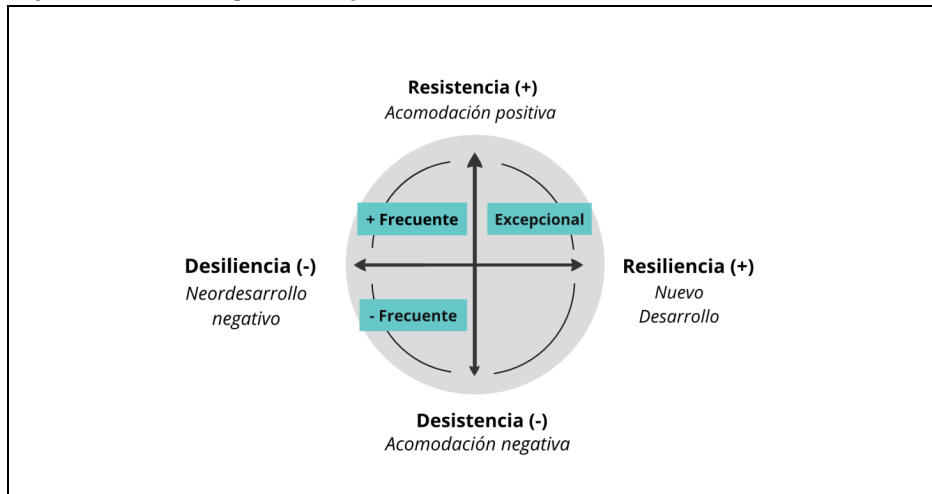 Resistencia (+)
Acomodación positiva
+ Frecuente
Excepcional
Desiliencia (-)
Neordesarrollo
negativo
Resiliencia (+)
Nuevo
Desarrollo
- Frecuente
Desistencia (-)
Acomodación negativa